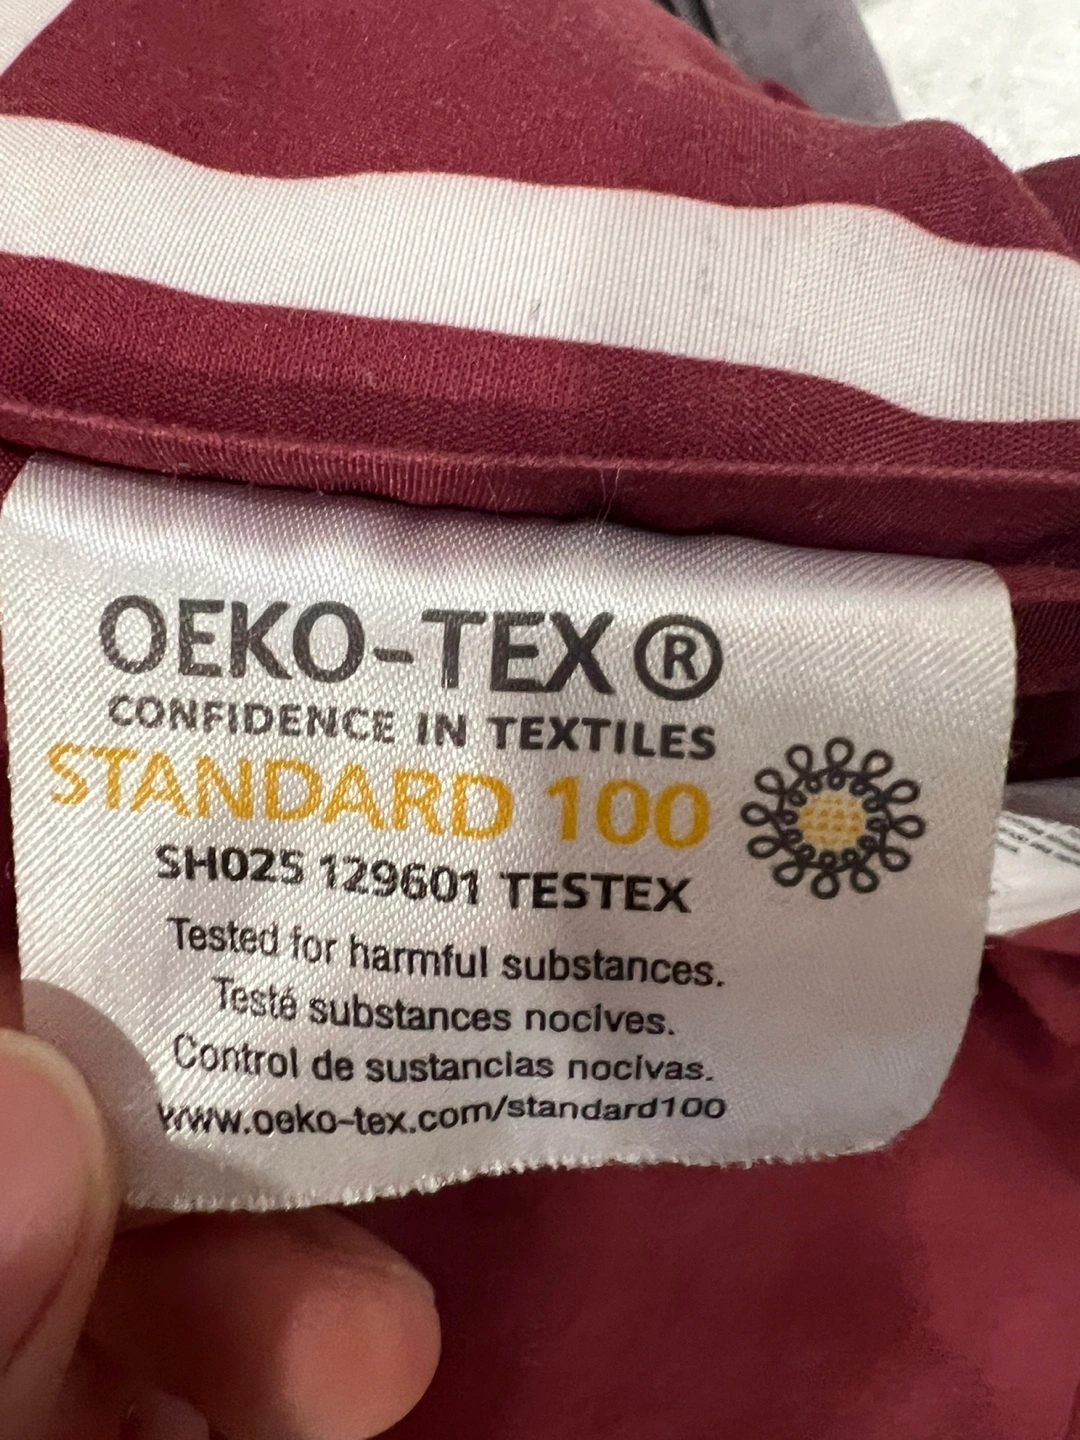 OEKO-TEX®
CONFIDENCE IN TEXTILES
STANDARD 100
SH025 129601 TESTEX
Tested for harmful substances.
Testé substances nocives.
Control de sustancias nocivas.
www.oeko-tex.com/standard100